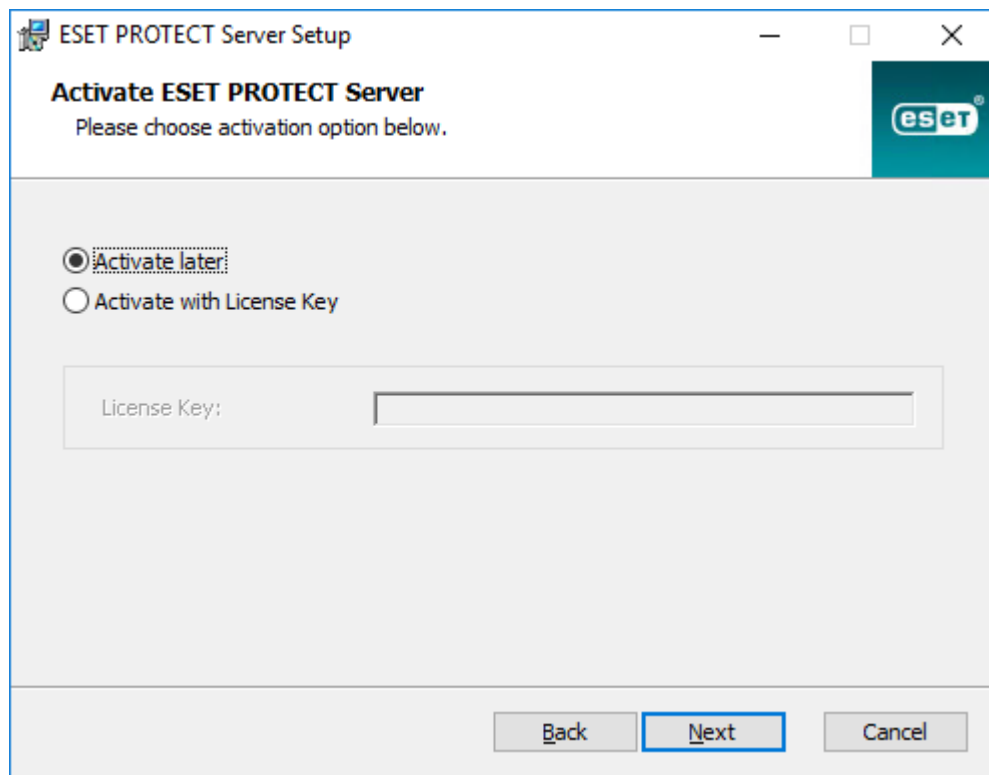 ESET PROTECT Server Setup
Activate ESET PROTECT Server
Please choose activation option below.
eset®
Activate later
Activate with License Key
License Key:
Back Next Cancel